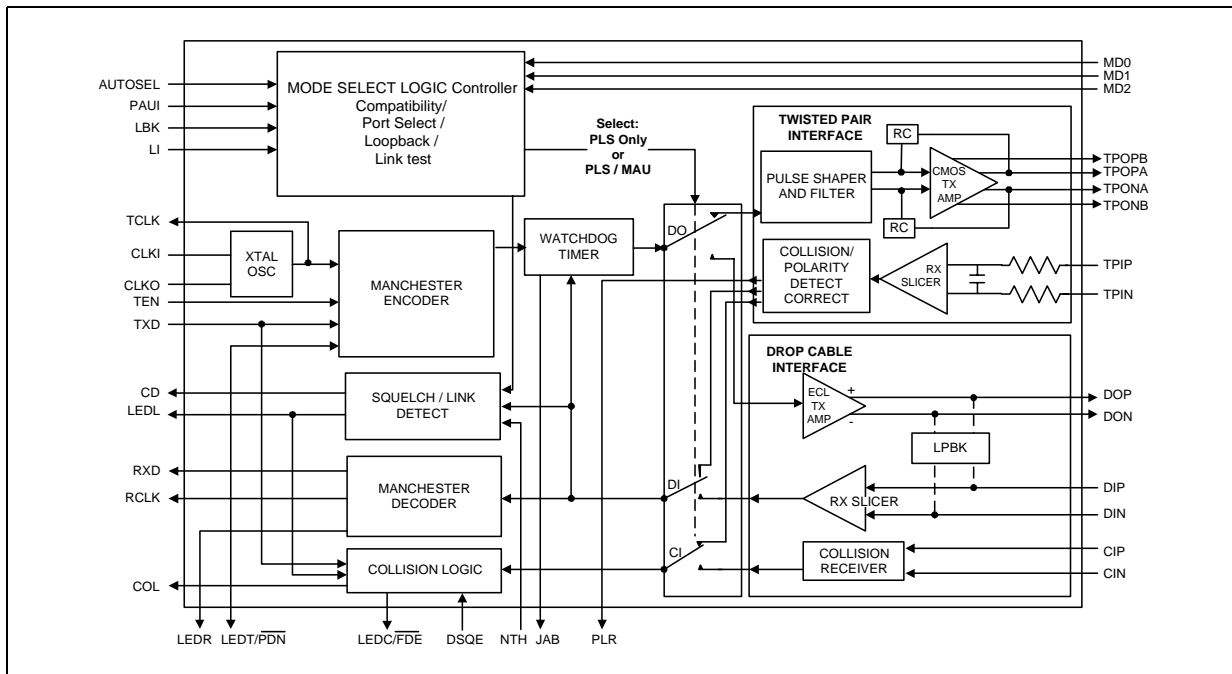 AUTOSEL
PAUI
LBK
LI
MODE SELECT LOGIC Controller
Compatibility/
Port Select /
Loopback /
Link test
MD0
MD1
MD2
Select:
PLS Only
or
PLS / MAU
TWISTED PAIR
INTERFACE
RC
PULSE SHAPER
AND FILTER
CMOS
TX
AMP
RC
TPOPB
TPOPA
TPONA
TPONB
TCLK
CLKI
CLKO
TEN
TXD
XTAL
OSC
MANCHESTER
ENCODER
WATCHDOG
TIMER
DO
COLLISION/
POLARITY
DETECT
CORRECT
RX
SLICER
TPIP
TPIN
CD
LEDL
SQUELCH / LINK
DETECT
DROP CABLE
INTERFACE
ECL
TX
AMP
+
-
DOP
DON
LPBK
RXD
RCLK
MANCHESTER
DECODER
DI
RX SLICER
DIP
DIN
COL
COLLISION LOGIC
CI
COLLISION
RECEIVER
CIP
CIN
LEDR
LEDT/PDN
LEDC/FDE
DSQE
NTH
JAB
PLR